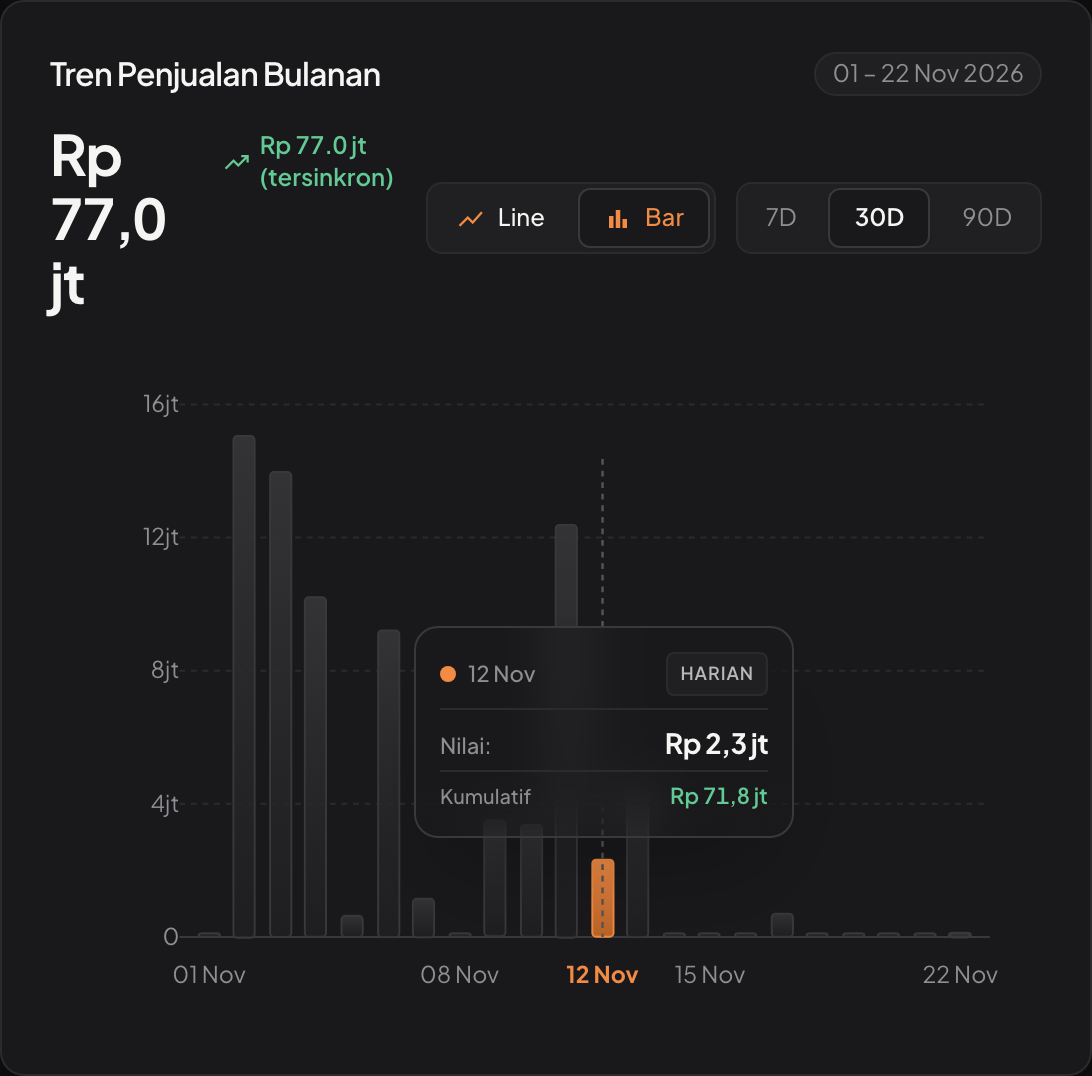 Tren Penjualan Bulanan
01 – 22 Nov 2026
Rp
77,0
jt
Rp 77.0 jt
(tersinkron)
Line
Bar
7D
30D
90D
16jt
12jt
8jt
4jt
0
12 Nov
HARIAN
Nilai:
Rp 2,3 jt
Kumulatif
Rp 71,8 jt
01 Nov
08 Nov
12 Nov
15 Nov
22 Nov